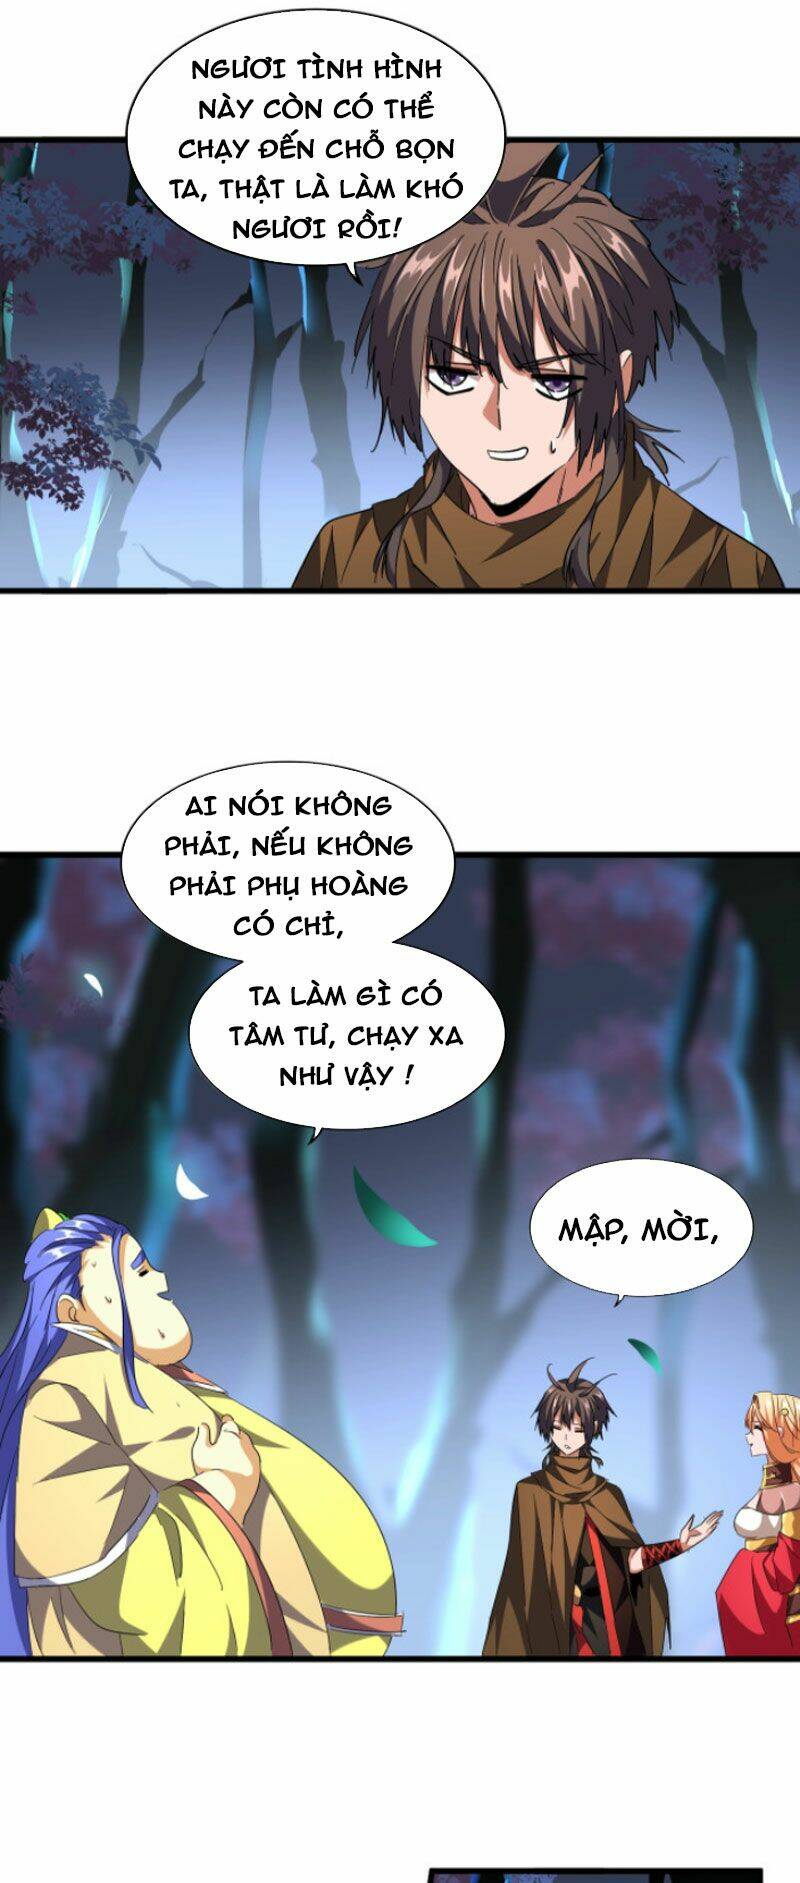 NGƯƠI TÌNH HÌNH
NÀY CÒN CÓ THỂ
CHẠY ĐẾN CHỖ BỌN
TA, THẬT LÀ LÀM KHÓ
NGƯƠI RỒI!
AI NÓI KHÔNG
PHẢI, NẾU KHÔNG
PHẢI PHỤ HOÀNG
CÓ CHỈ,
TA LÀM GÌ CÓ
TÂM TƯ, CHẠY XA
NHƯ VẬY !
MẬP, MỜI,